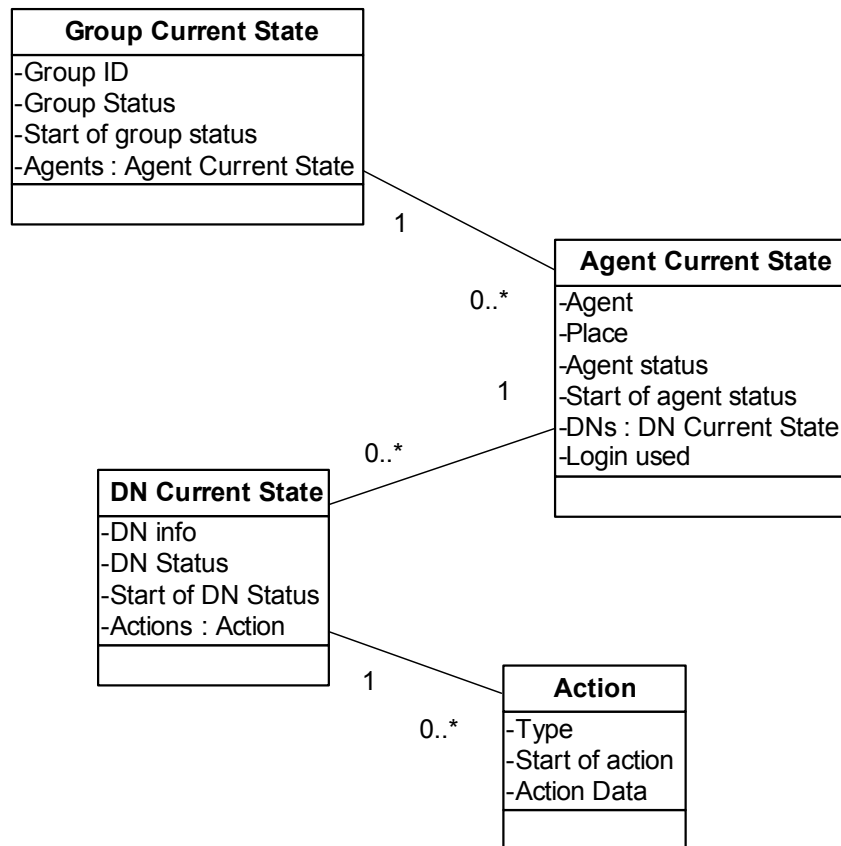 Group Current State
-Group ID
-Group Status
-Start of group status
-Agents : Agent Current State
1
0..*
Agent Current State
-Agent
-Place
-Agent status
-Start of agent status
-DNs : DN Current State
-Login used
1
0..*
DN Current State
-DN info
-DN Status
-Start of DN Status
-Actions : Action
1
0..*
Action
-Type
-Start of action
-Action Data